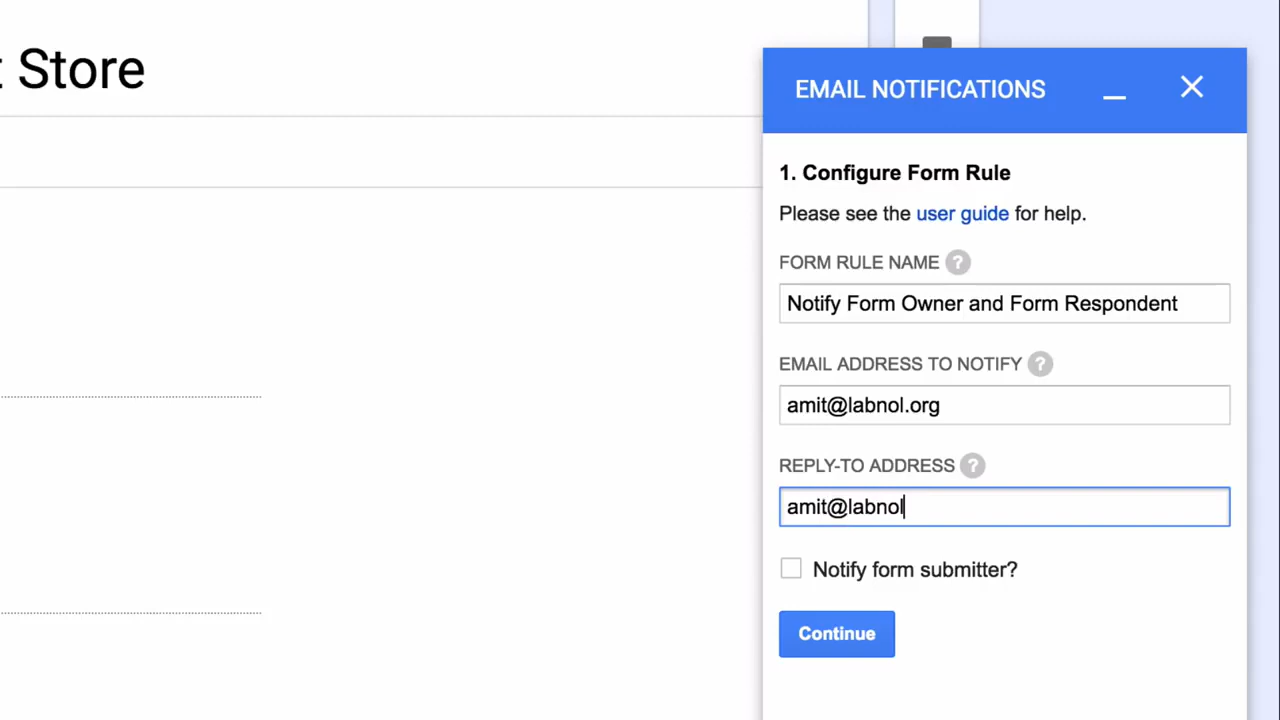 : Store
EMAIL NOTIFICATIONS
1. Configure Form Rule
Please see the user guide for help.
FORM RULE NAME ?
Notify Form Owner and Form Respondent
EMAIL ADDRESS TO NOTIFY ?
amit@labnol.org
REPLY-TO ADDRESS ?
amit@labnol
Notify form submitter?
Continue